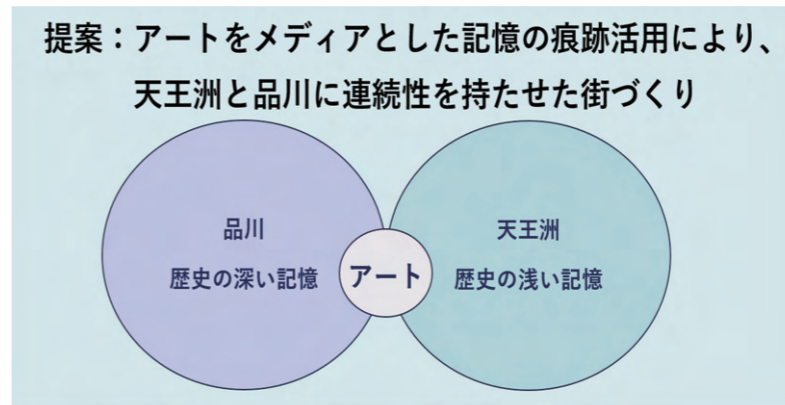 提案：アートをメディアとした記憶の痕跡活用により、
天王洲と品川に連続性を持たせた街づくり
品川
歴史の深い記憶
アート
天王洲
歴史の浅い記憶